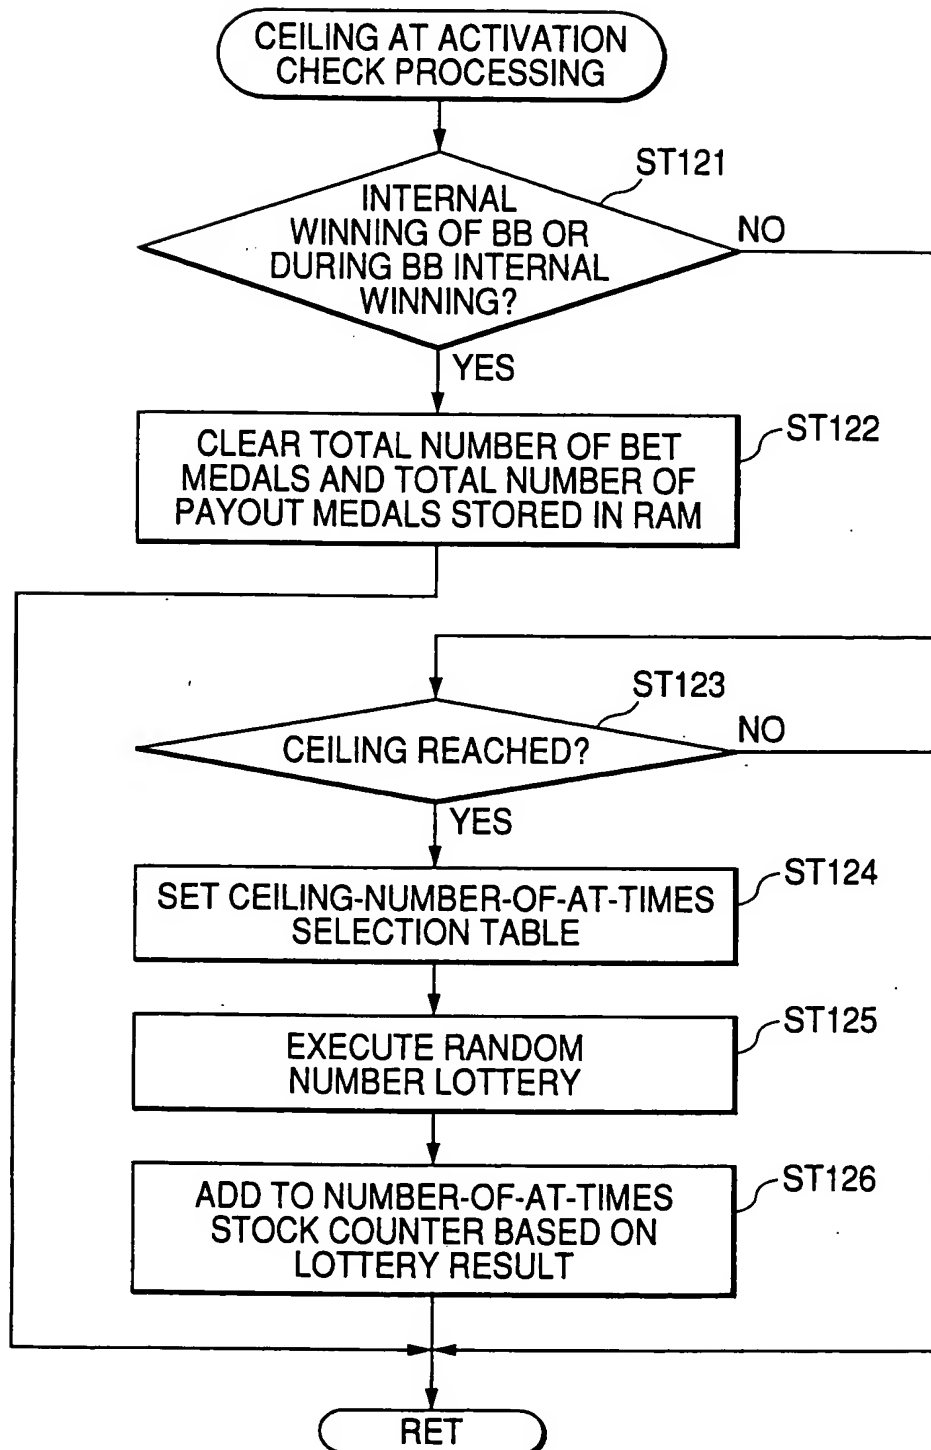 CEILING AT ACTIVATION
CHECK PROCESSING
ST121
INTERNAL
WINNING OF BB OR
DURING BB INTERNAL
WINNING?
NO
YES
ST122
CLEAR TOTAL NUMBER OF BET
MEDALS AND TOTAL NUMBER OF
PAYOUT MEDALS STORED IN RAM
ST123
CEILING REACHED?
NO
YES
ST124
SET CEILING-NUMBER-OF-AT-TIMES
SELECTION TABLE
ST125
EXECUTE RANDOM
NUMBER LOTTERY
ST126
ADD TO NUMBER-OF-AT-TIMES
STOCK COUNTER BASED ON
LOTTERY RESULT
RET